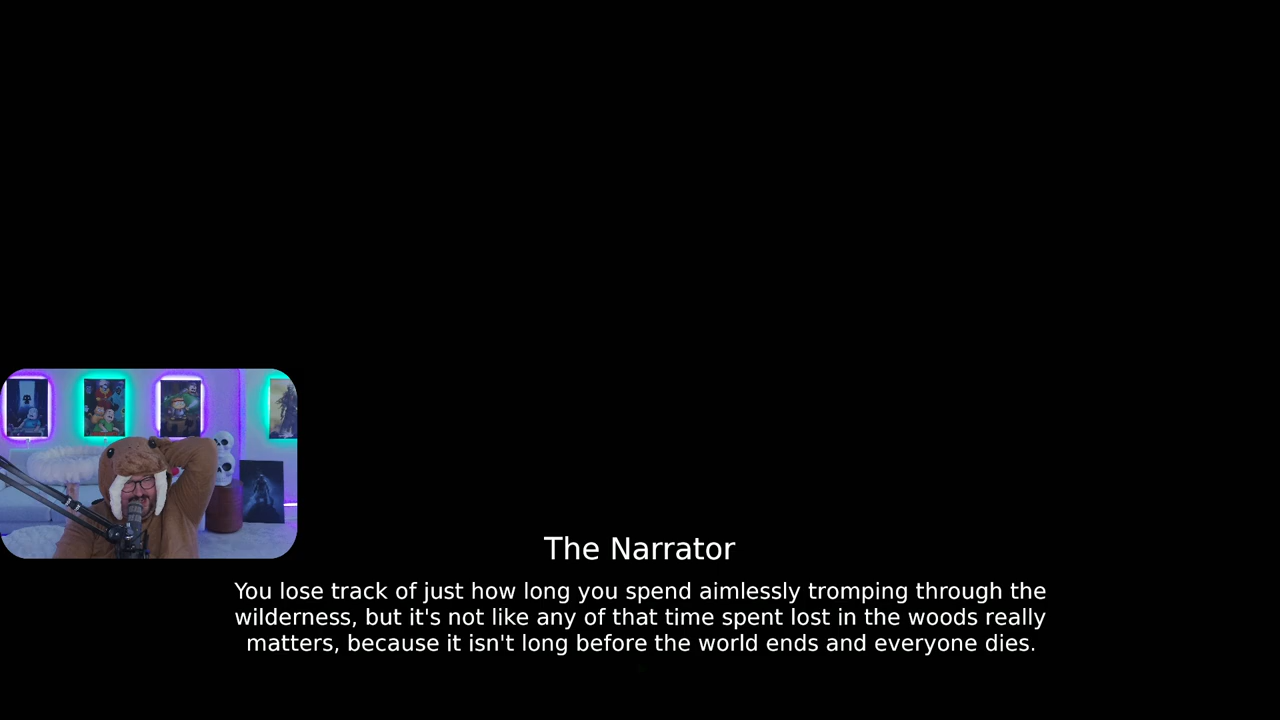 The Narrator
You lose track of just how long you spend aimlessly tromping through the
wilderness, but it's not like any of that time spent lost in the woods really
matters, because it isn't long before the world ends and everyone dies.